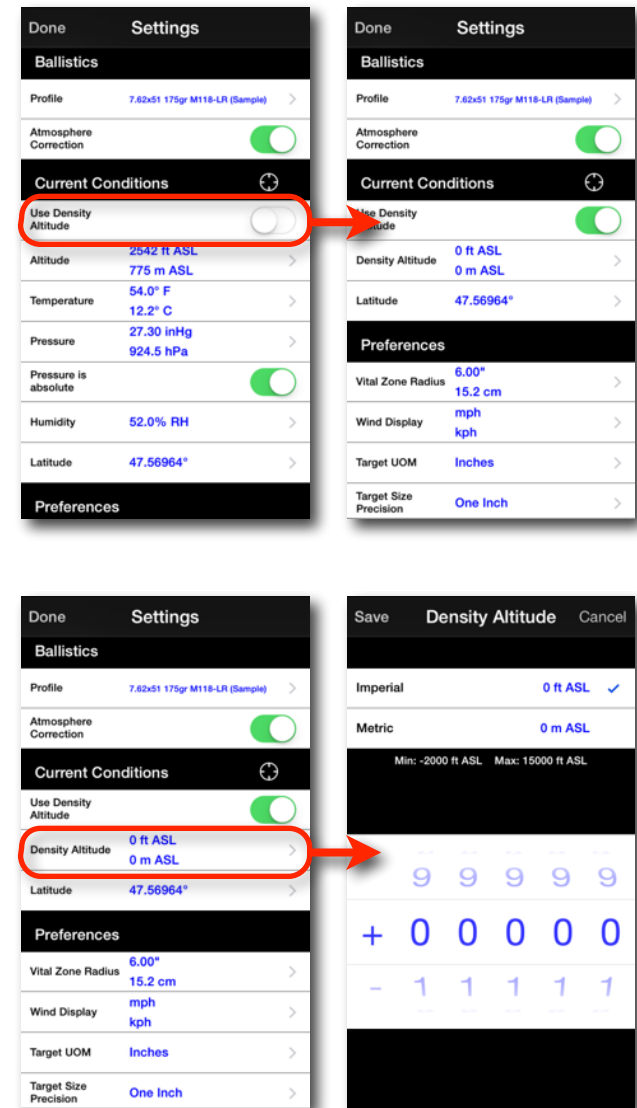 Done Settings
Ballistics
Profile 7.62x51 175gr M118-LR (Sample)
Atmosphere
Correction
Current Conditions
Use Density
Altitude
Altitude 2542 ft ASL
775 m ASL
Temperature 54.0° F
12.2° C
Pressure 27.30 inHg
924.5 hPa
Pressure is
absolute
Humidity 52.0% RH
Latitude 47.56964°
Preferences
Done Settings
Ballistics
Profile 7.62x51 175gr M118-LR (Sample)
Atmosphere
Correction
Current Conditions
Use Density
Altitude
Density Altitude 0 ft ASL
0 m ASL
Latitude 47.56964°
Preferences
Vital Zone Radius 6.00"
15.2 cm
Wind Display mph
kph
Target UOM Inches
Target Size
Precision One Inch
Done Settings
Ballistics
Profile 7.62x51 175gr M118-LR (Sample)
Atmosphere
Correction
Current Conditions
Use Density
Altitude
Density Altitude 0 ft ASL
0 m ASL
Latitude 47.56964°
Preferences
Vital Zone Radius 6.00"
15.2 cm
Wind Display mph
kph
Target UOM Inches
Target Size
Precision One Inch
Save Density Altitude Cancel
Imperial 0 ft ASL
Metric 0 m ASL
Min: -2000 ft ASL Max: 15000 ft ASL
9 9 9 9 9
+ 0 0 0 0 0
- 1 1 1 1 1